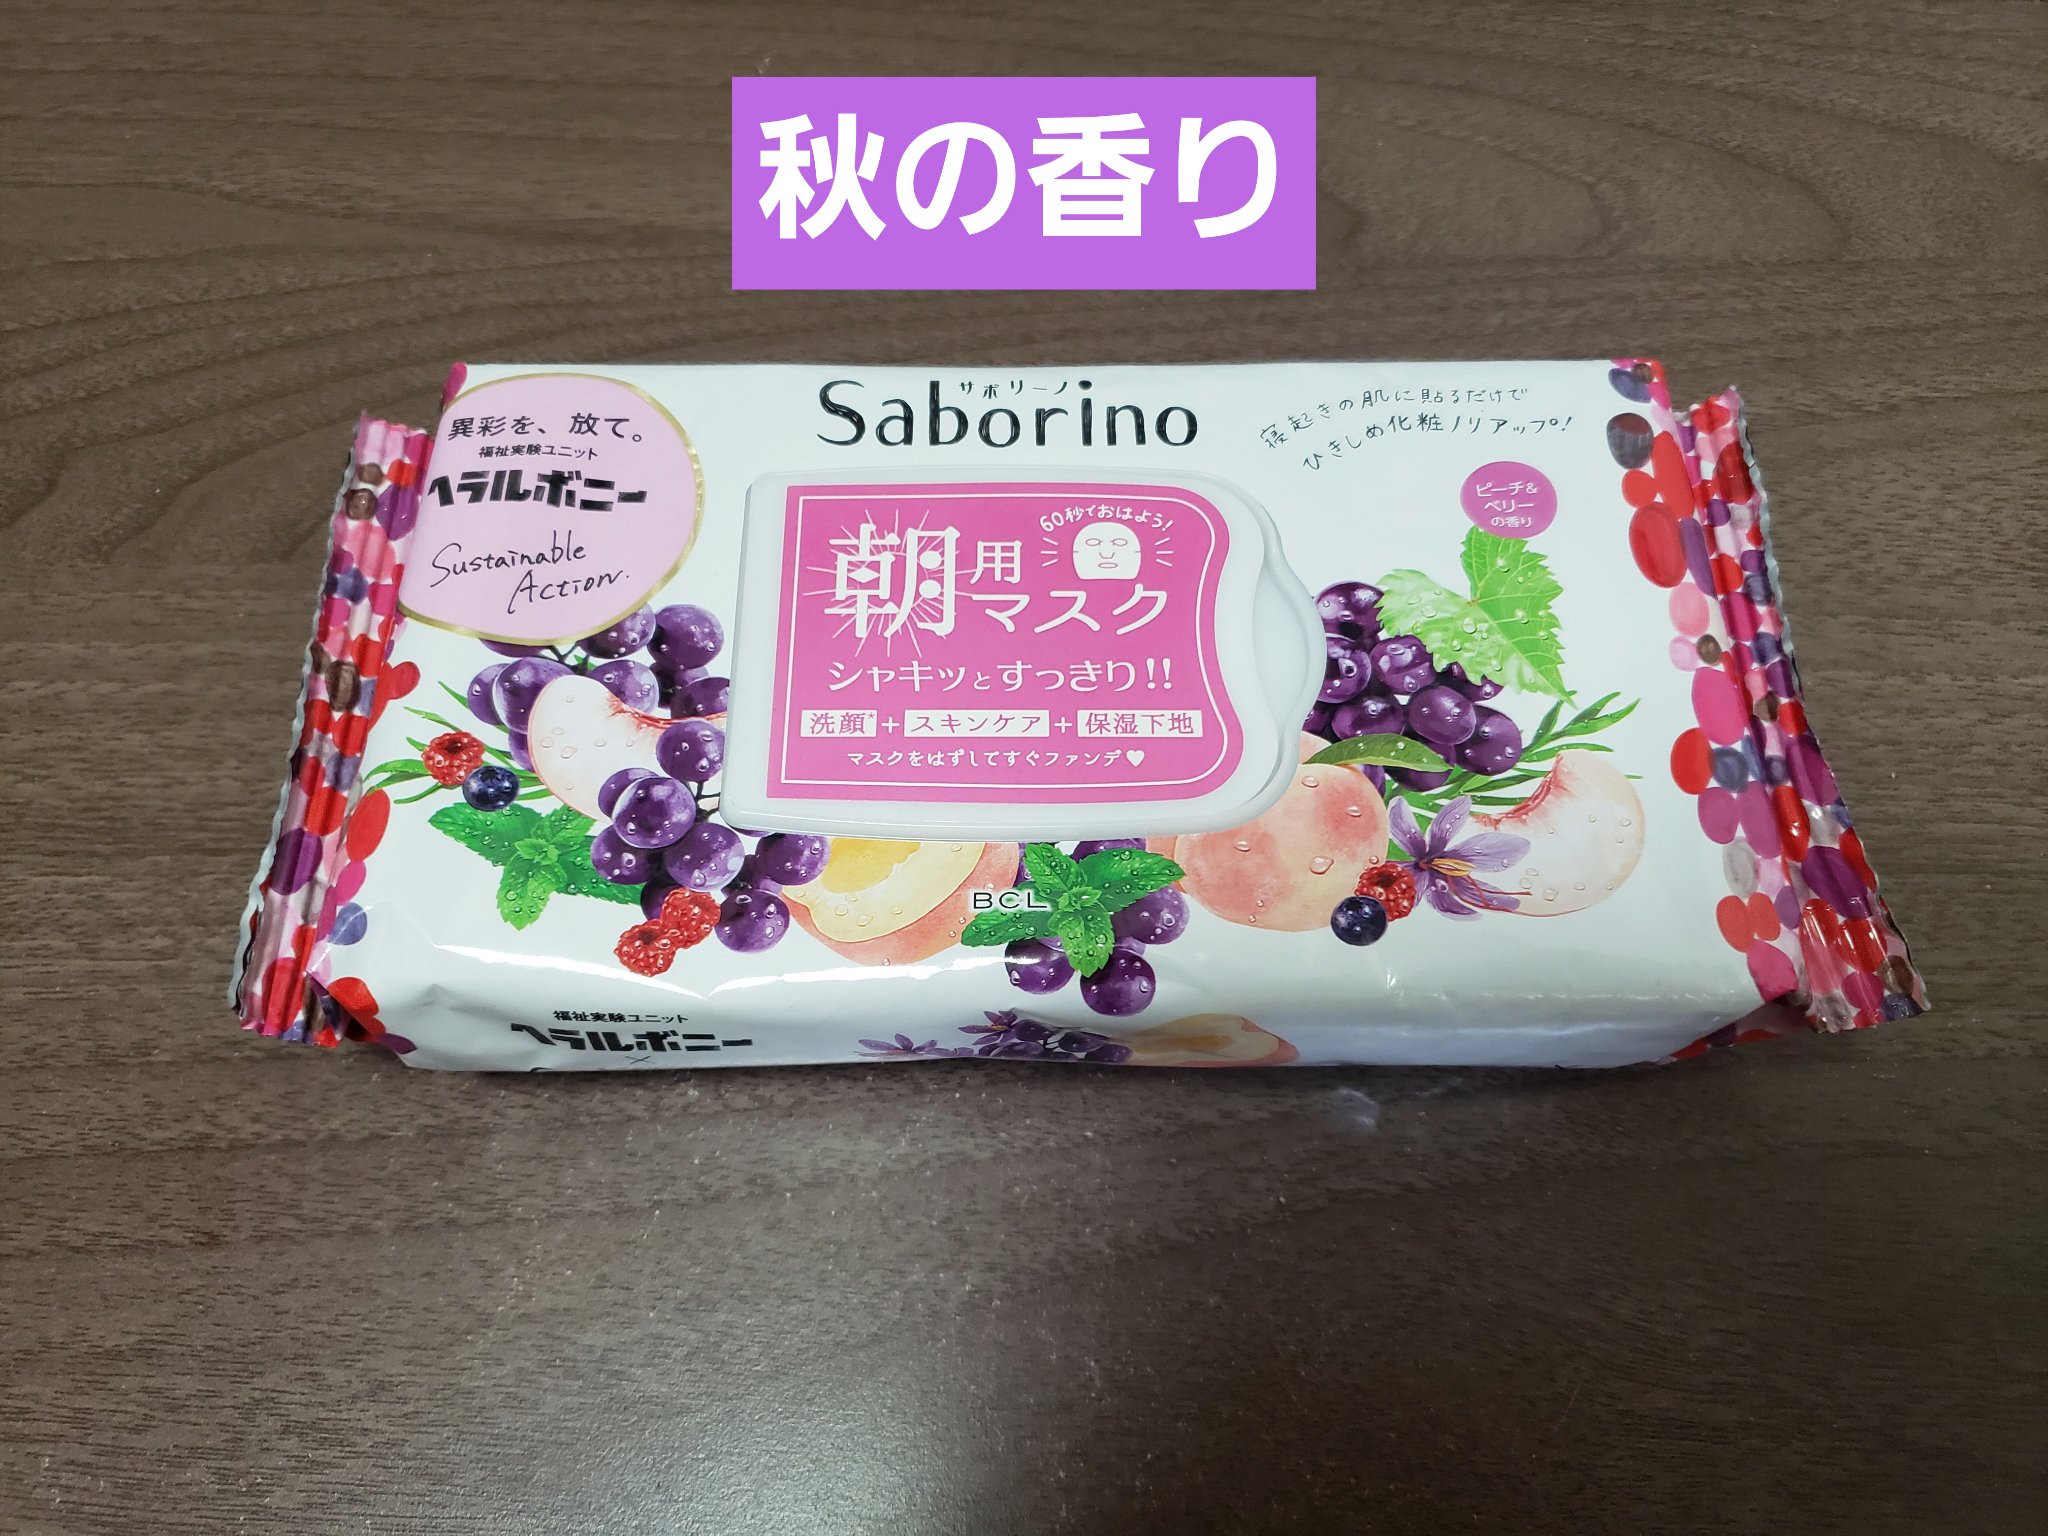 秋の香り
サボリーノ
Saborino
異彩を、放て。
福祉実験ユニット
ヘラルボニー
Sustainable
Action.
寝起きの肌に貼るだけで
ひきしめ化粧ノリアップ!
ピーチ&
ベリー
の香り
60秒でおはよう!
朝用
マスク
シャキッとすっきり!!
洗顔*+スキンケア+保湿下地
マスクをはずしてすぐファンデ♥
BCL
福祉実験ユニット
ヘラルボニー
×